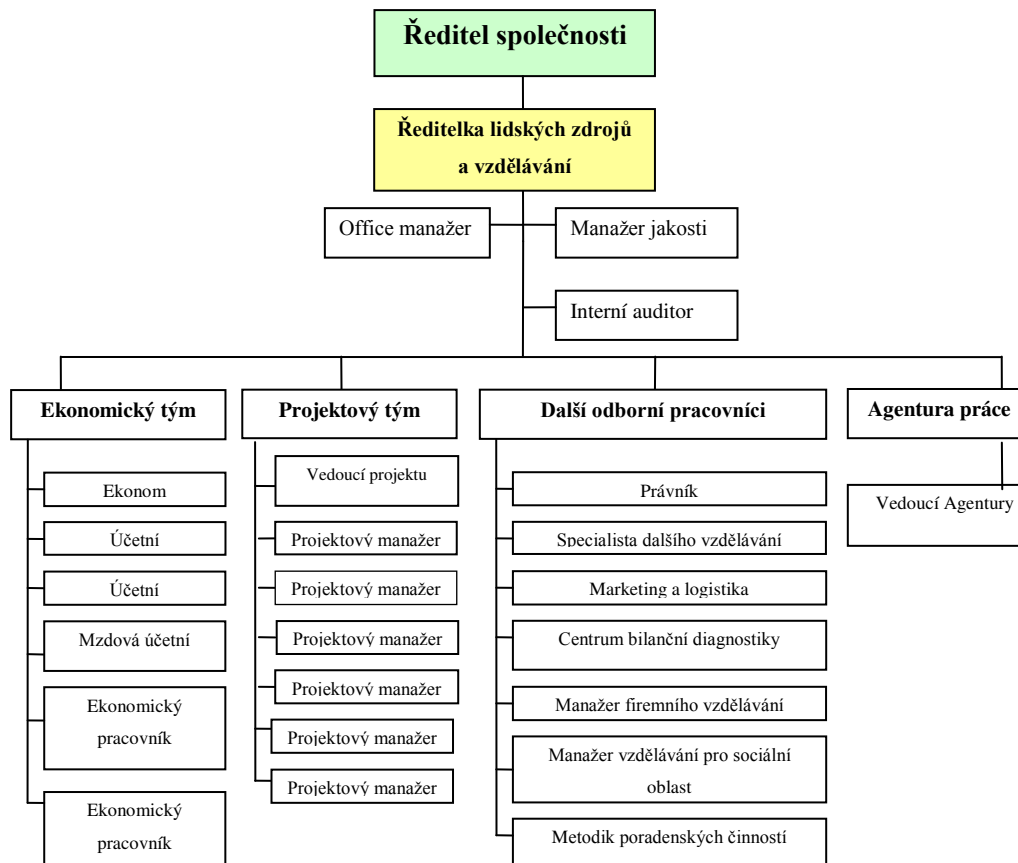 Ředitel společnosti
Ředitelka lidských zdrojů
a vzdělávání
Office manažer
Manažer jakosti
Interní auditor
Ekonomický tým
Projektový tým
Další odborní pracovníci
Agentura práce
Ekonom
Účetní
Účetní
Mzdová účetní
Ekonomický
pracovník
Ekonomický
pracovník
Vedoucí projektu
Projektový manažer
Projektový manažer
Projektový manažer
Projektový manažer
Projektový manažer
Projektový manažer
Právník
Specialista dalšího vzdělávání
Marketing a logistika
Centrum bilanční diagnostiky
Manažer firemního vzdělávání
Manažer vzdělávání pro sociální
oblast
Metodik poradenských činností
Vedoucí Agentury